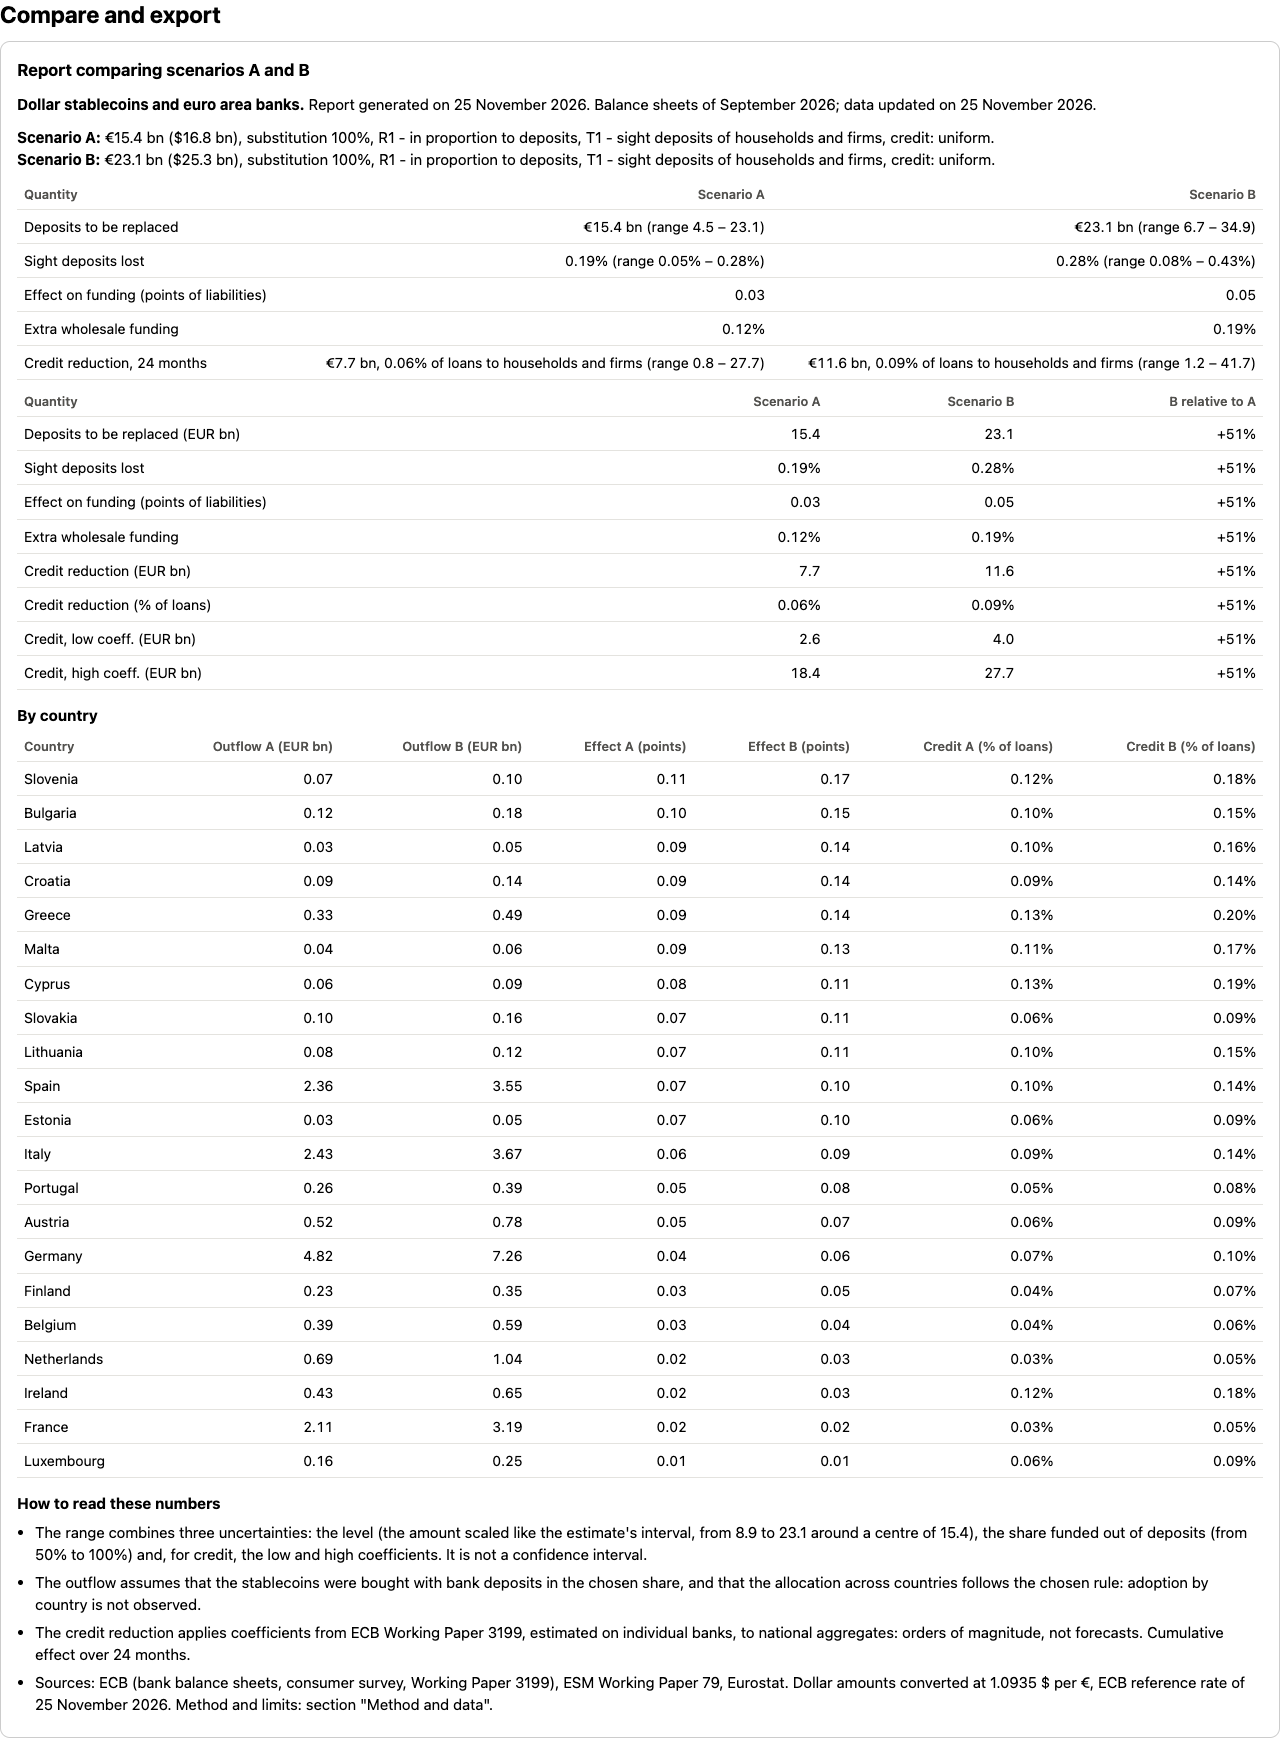 Compare and export
Report comparing scenarios A and B
Dollar stablecoins and euro area banks. Report generated on 25 November 2026. Balance sheets of September 2026; data updated on 25 November 2026.
Scenario A: €15.4 bn ($16.8 bn), substitution 100%, R1 - in proportion to deposits, T1 - sight deposits of households and firms, credit: uniform.
Scenario B: €23.1 bn ($25.3 bn), substitution 100%, R1 - in proportion to deposits, T1 - sight deposits of households and firms, credit: uniform.
Quantity Scenario A Scenario B
Deposits to be replaced €15.4 bn (range 4.5 – 23.1) €23.1 bn (range 6.7 – 34.9)
Sight deposits lost 0.19% (range 0.05% – 0.28%) 0.28% (range 0.08% – 0.43%)
Effect on funding (points of liabilities) 0.03 0.05
Extra wholesale funding 0.12% 0.19%
Credit reduction, 24 months €7.7 bn, 0.06% of loans to households and firms (range 0.8 – 27.7) €11.6 bn, 0.09% of loans to households and firms (range 1.2 – 41.7)
Quantity Scenario A Scenario B B relative to A
Deposits to be replaced (EUR bn) 15.4 23.1 +51%
Sight deposits lost 0.19% 0.28% +51%
Effect on funding (points of liabilities) 0.03 0.05 +51%
Extra wholesale funding 0.12% 0.19% +51%
Credit reduction (EUR bn) 7.7 11.6 +51%
Credit reduction (% of loans) 0.06% 0.09% +51%
Credit, low coeff. (EUR bn) 2.6 4.0 +51%
Credit, high coeff. (EUR bn) 18.4 27.7 +51%
By country
Country Outflow A (EUR bn) Outflow B (EUR bn) Effect A (points) Effect B (points) Credit A (% of loans) Credit B (% of loans)
Slovenia 0.07 0.10 0.11 0.17 0.12% 0.18%
Bulgaria 0.12 0.18 0.10 0.15 0.10% 0.15%
Latvia 0.03 0.05 0.09 0.14 0.10% 0.16%
Croatia 0.09 0.14 0.09 0.14 0.09% 0.14%
Greece 0.33 0.49 0.09 0.14 0.13% 0.20%
Malta 0.04 0.06 0.09 0.13 0.11% 0.17%
Cyprus 0.06 0.09 0.08 0.11 0.13% 0.19%
Slovakia 0.10 0.16 0.07 0.11 0.06% 0.09%
Lithuania 0.08 0.12 0.07 0.11 0.10% 0.15%
Spain 2.36 3.55 0.07 0.10 0.10% 0.14%
Estonia 0.03 0.05 0.07 0.10 0.06% 0.09%
Italy 2.43 3.67 0.06 0.09 0.09% 0.14%
Portugal 0.26 0.39 0.05 0.08 0.05% 0.08%
Austria 0.52 0.78 0.05 0.07 0.06% 0.09%
Germany 4.82 7.26 0.04 0.06 0.07% 0.10%
Finland 0.23 0.35 0.03 0.05 0.04% 0.07%
Belgium 0.39 0.59 0.03 0.04 0.04% 0.06%
Netherlands 0.69 1.04 0.02 0.03 0.03% 0.05%
Ireland 0.43 0.65 0.02 0.03 0.12% 0.18%
France 2.11 3.19 0.02 0.02 0.03% 0.05%
Luxembourg 0.16 0.25 0.01 0.01 0.06% 0.09%
How to read these numbers
• The range combines three uncertainties: the level (the amount scaled like the estimate's interval, from 8.9 to 23.1 around a centre of 15.4), the share funded out of deposits (from
50% to 100%) and, for credit, the low and high coefficients. It is not a confidence interval.
• The outflow assumes that the stablecoins were bought with bank deposits in the chosen share, and that the allocation across countries follows the chosen rule: adoption by
country is not observed.
• The credit reduction applies coefficients from ECB Working Paper 3199, estimated on individual banks, to national aggregates: orders of magnitude, not forecasts. Cumulative
effect over 24 months.
• Sources: ECB (bank balance sheets, consumer survey, Working Paper 3199), ESM Working Paper 79, Eurostat. Dollar amounts converted at 1.0935 $ per €, ECB reference rate of
25 November 2026. Method and limits: section "Method and data".